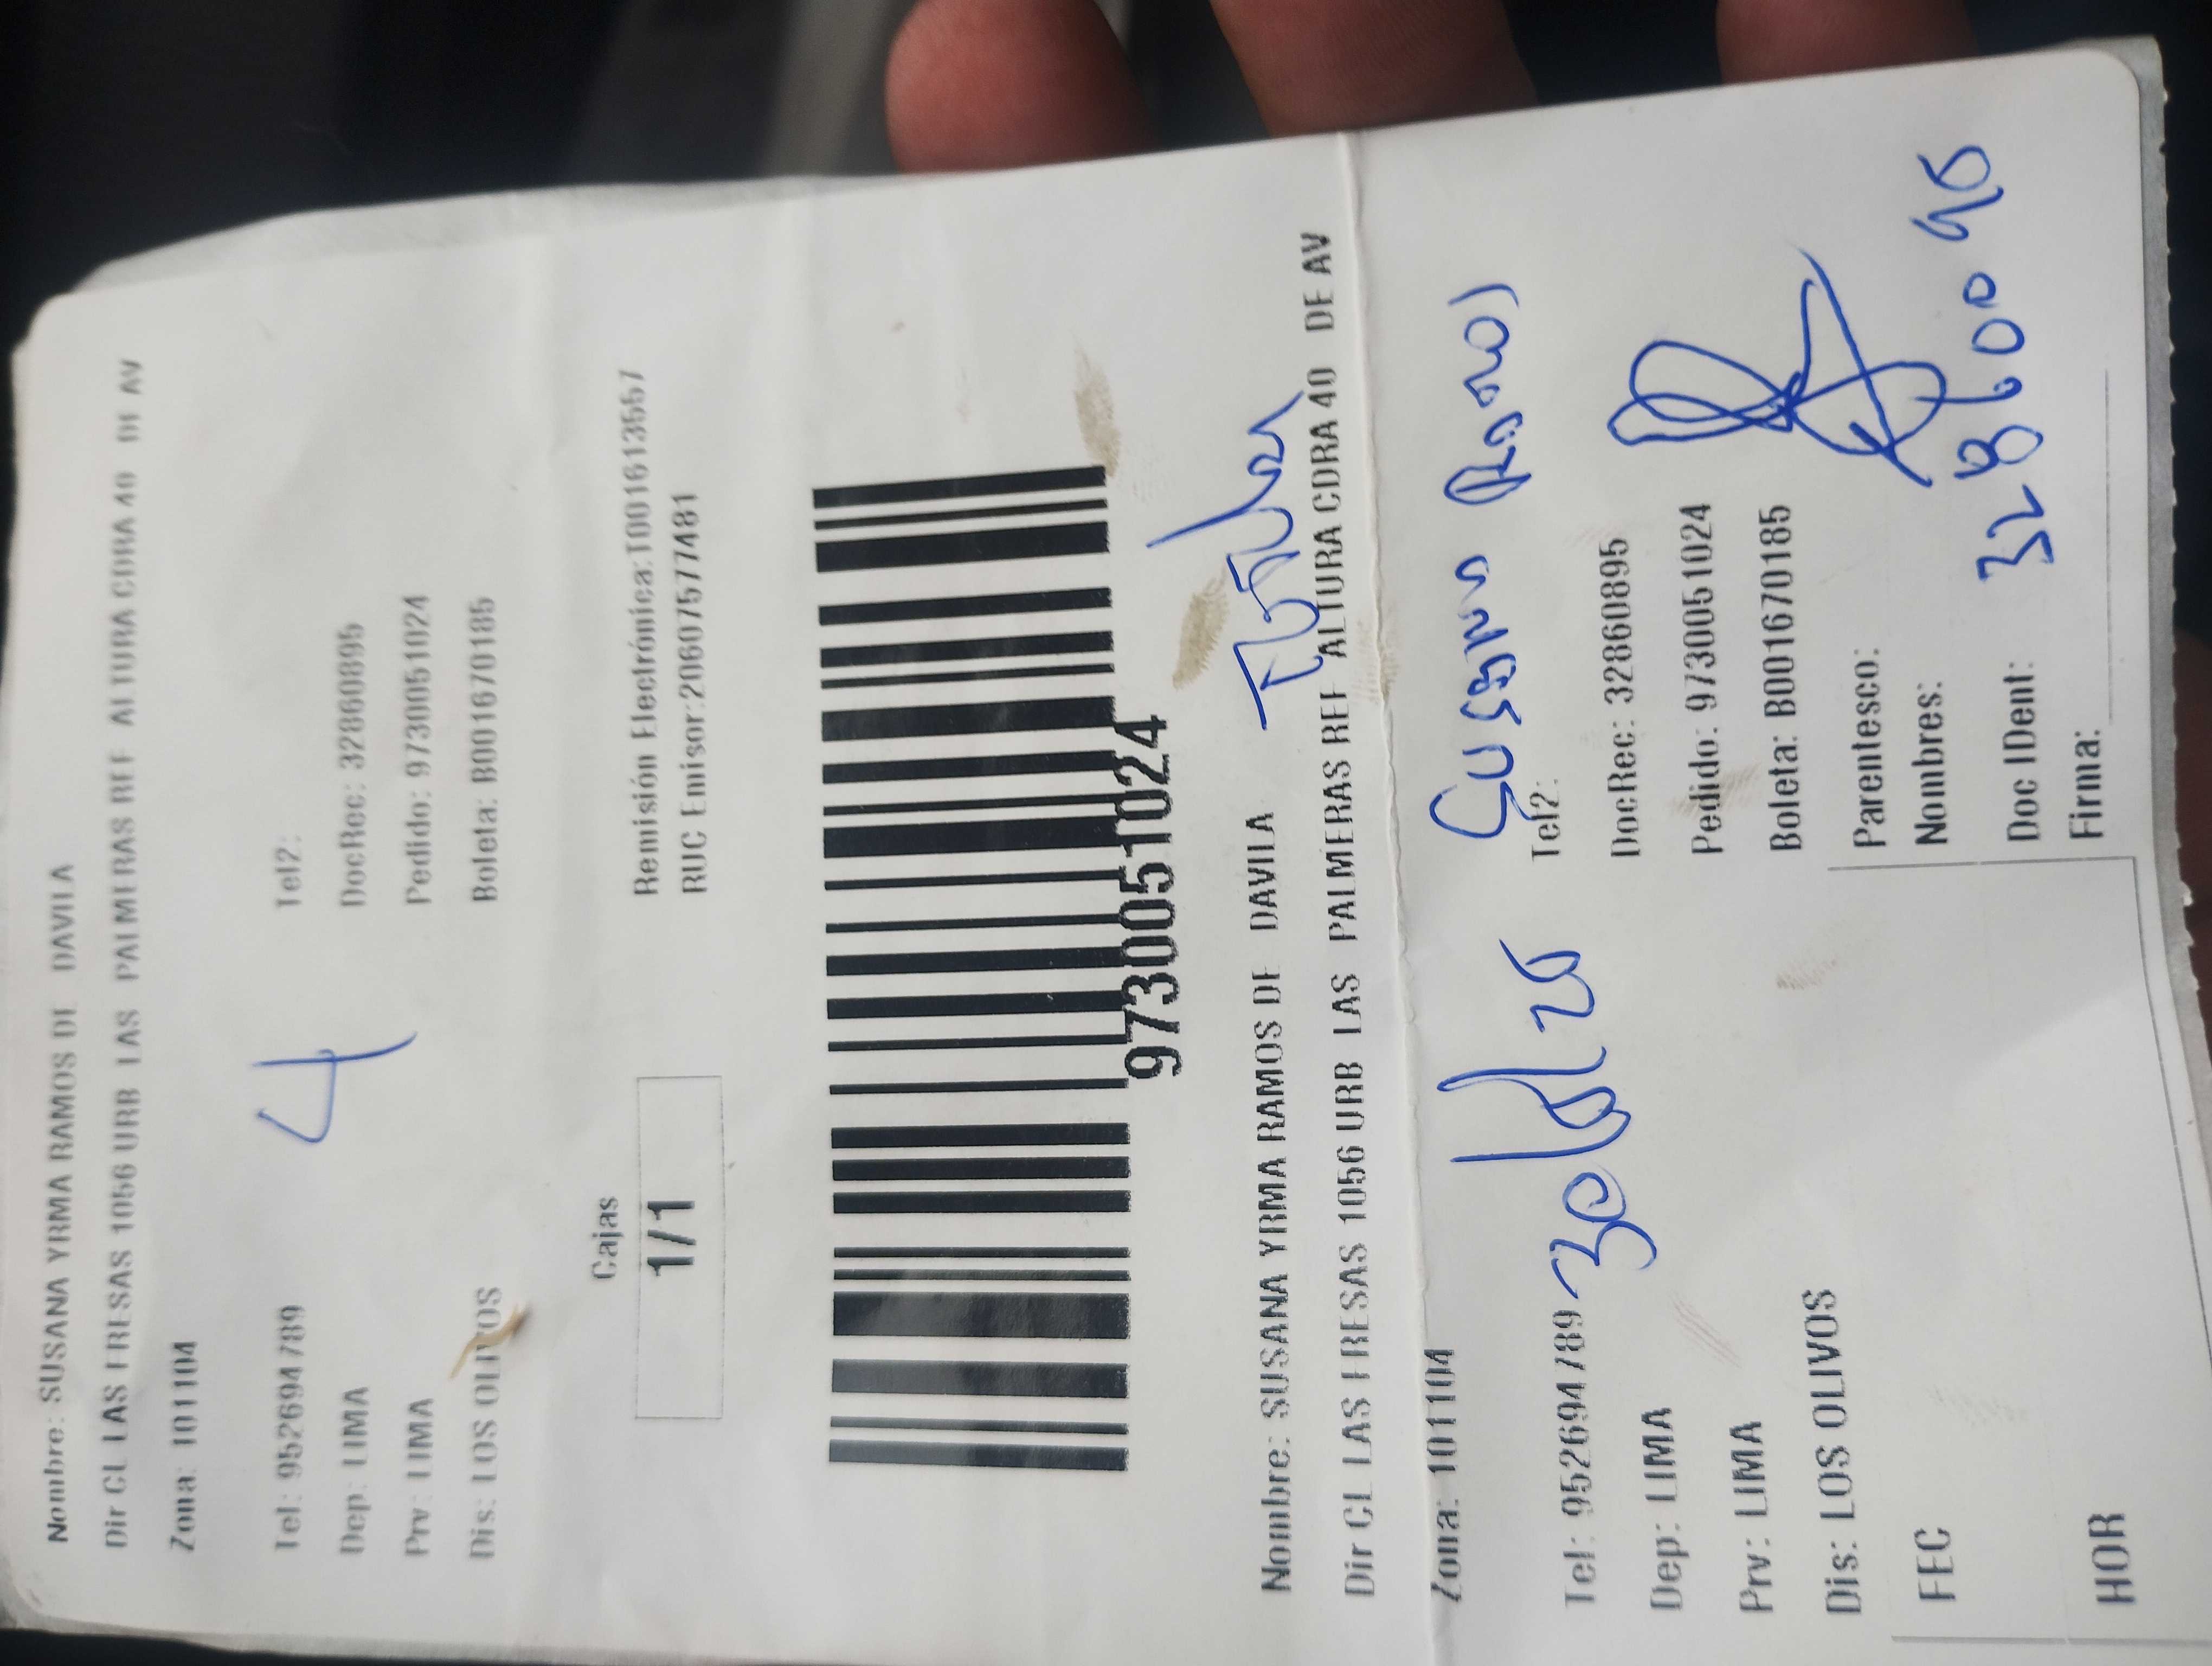 Nombre: SUSANA YRMA RAMOS DE DAVILA
Dir CL LAS FRESAS 1056 URB LAS PALMERAS REF ALTURA CDRA 40 DE AV
Zona: 101104
4
Tel: 952694789 Tel2:
Dep: LIMA DocRec: 32860895
Prv: LIMA Pedido: 9730051024
Dis: LOS OLIVOS Boleta: B001670185
Cajas
1/1
Remisión Electrónica:T001613557
RUC Emisor:20607577481
9730051024
Titular
Nombre: SUSANA YRMA RAMOS DE DAVILA
Dir CL LAS FRESAS 1056 URB LAS PALMERAS REF ALTURA CDRA 40 DE AV
Zona: 101104
Susana Ramos
Tel: 952694789 Tel2:
Dep: LIMA DocRec: 32860895
Prv: LIMA Pedido: 9730051024
Dis: LOS OLIVOS Boleta: B001670185
FEC
HOR
Parentesco:
Nombres:
Doc IDent:
Firma: